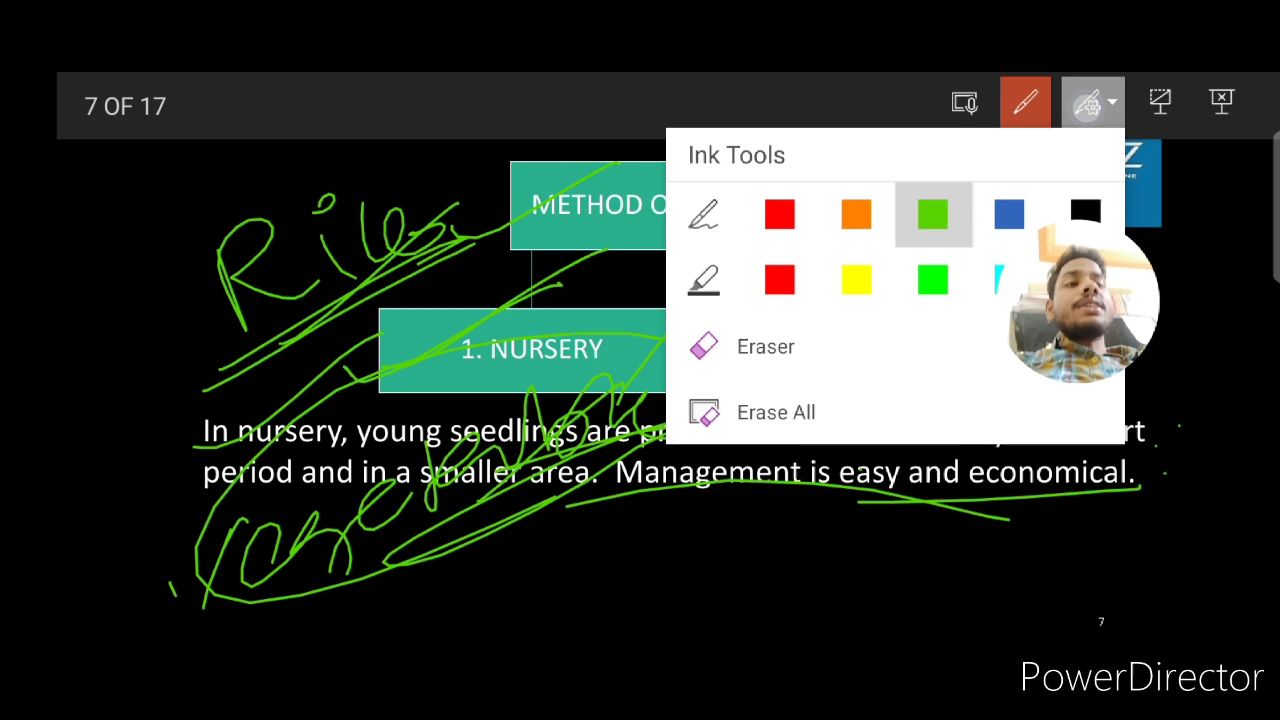 7 OF 17
Ink Tools
METHOD O
1. NURSERY
Eraser
Erase All
In nursery, young seedlings are rt
period and in a smaller area. Management is easy and economical.
7
PowerDirector